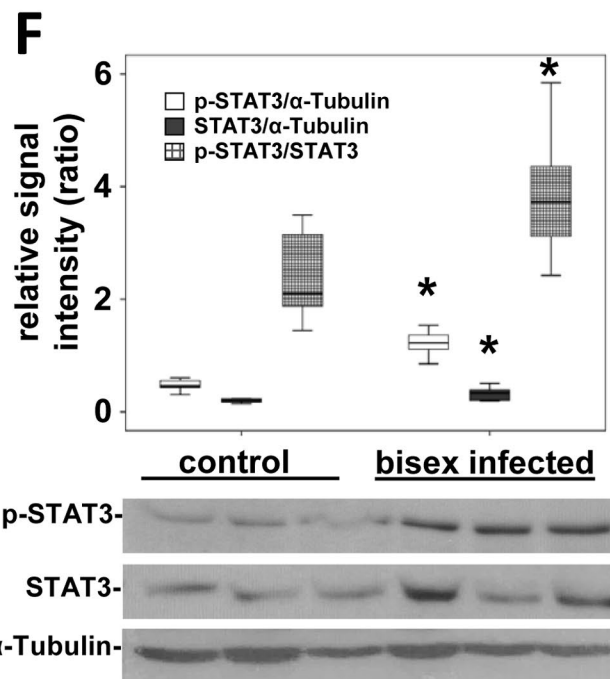 F
relative signal
intensity (ratio)
6
4
2
0
p-STAT3/α-Tubulin
STAT3/α-Tubulin
p-STAT3/STAT3
*
*
*
control
bisex infected
p-STAT3-
STAT3-
α-Tubulin-